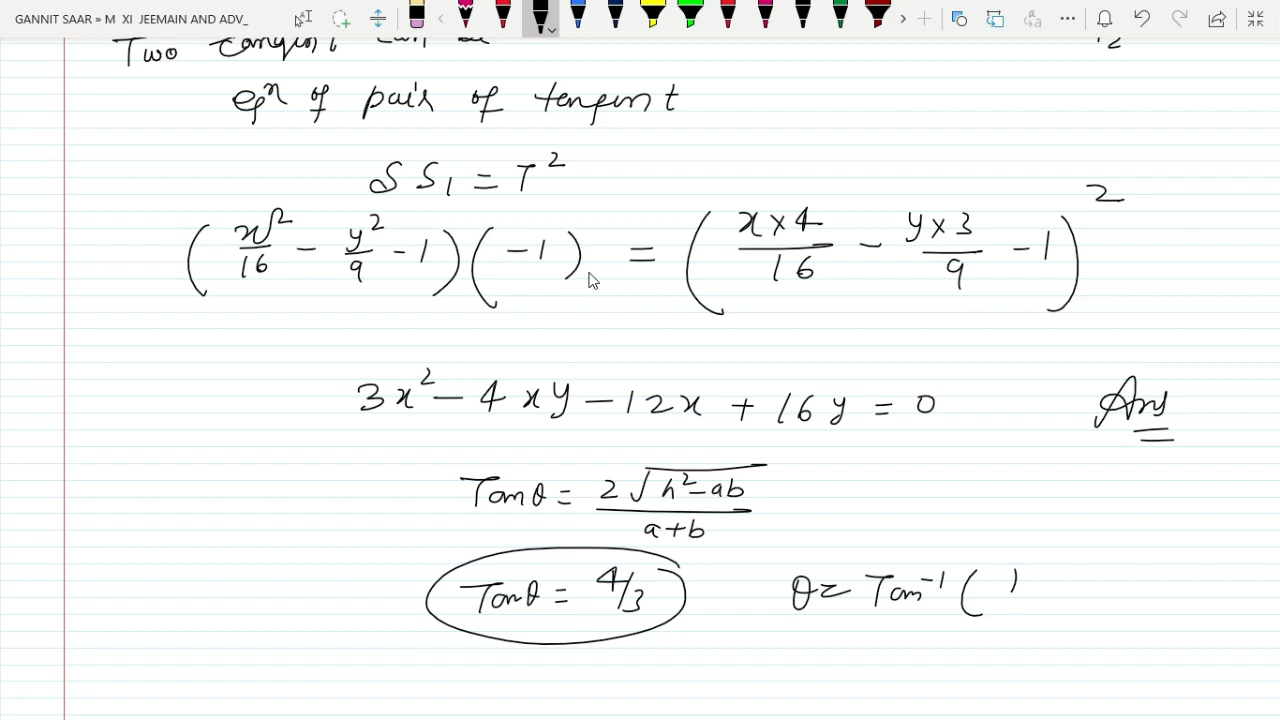 GANNIT SAAR » M XI JEEMAIN AND ADV_
Two
eqⁿ of pair of tangent
SS₁ = T²
(x²/16 − y²/9 − 1)(−1) = (x×4/16 − y×3/9 − 1)²
3x² − 4xy − 12x + 16y = 0 Ans
Tanθ = 2√(h²−ab)/(a+b)
Tanθ = 4/3 θ = Tan⁻¹( )